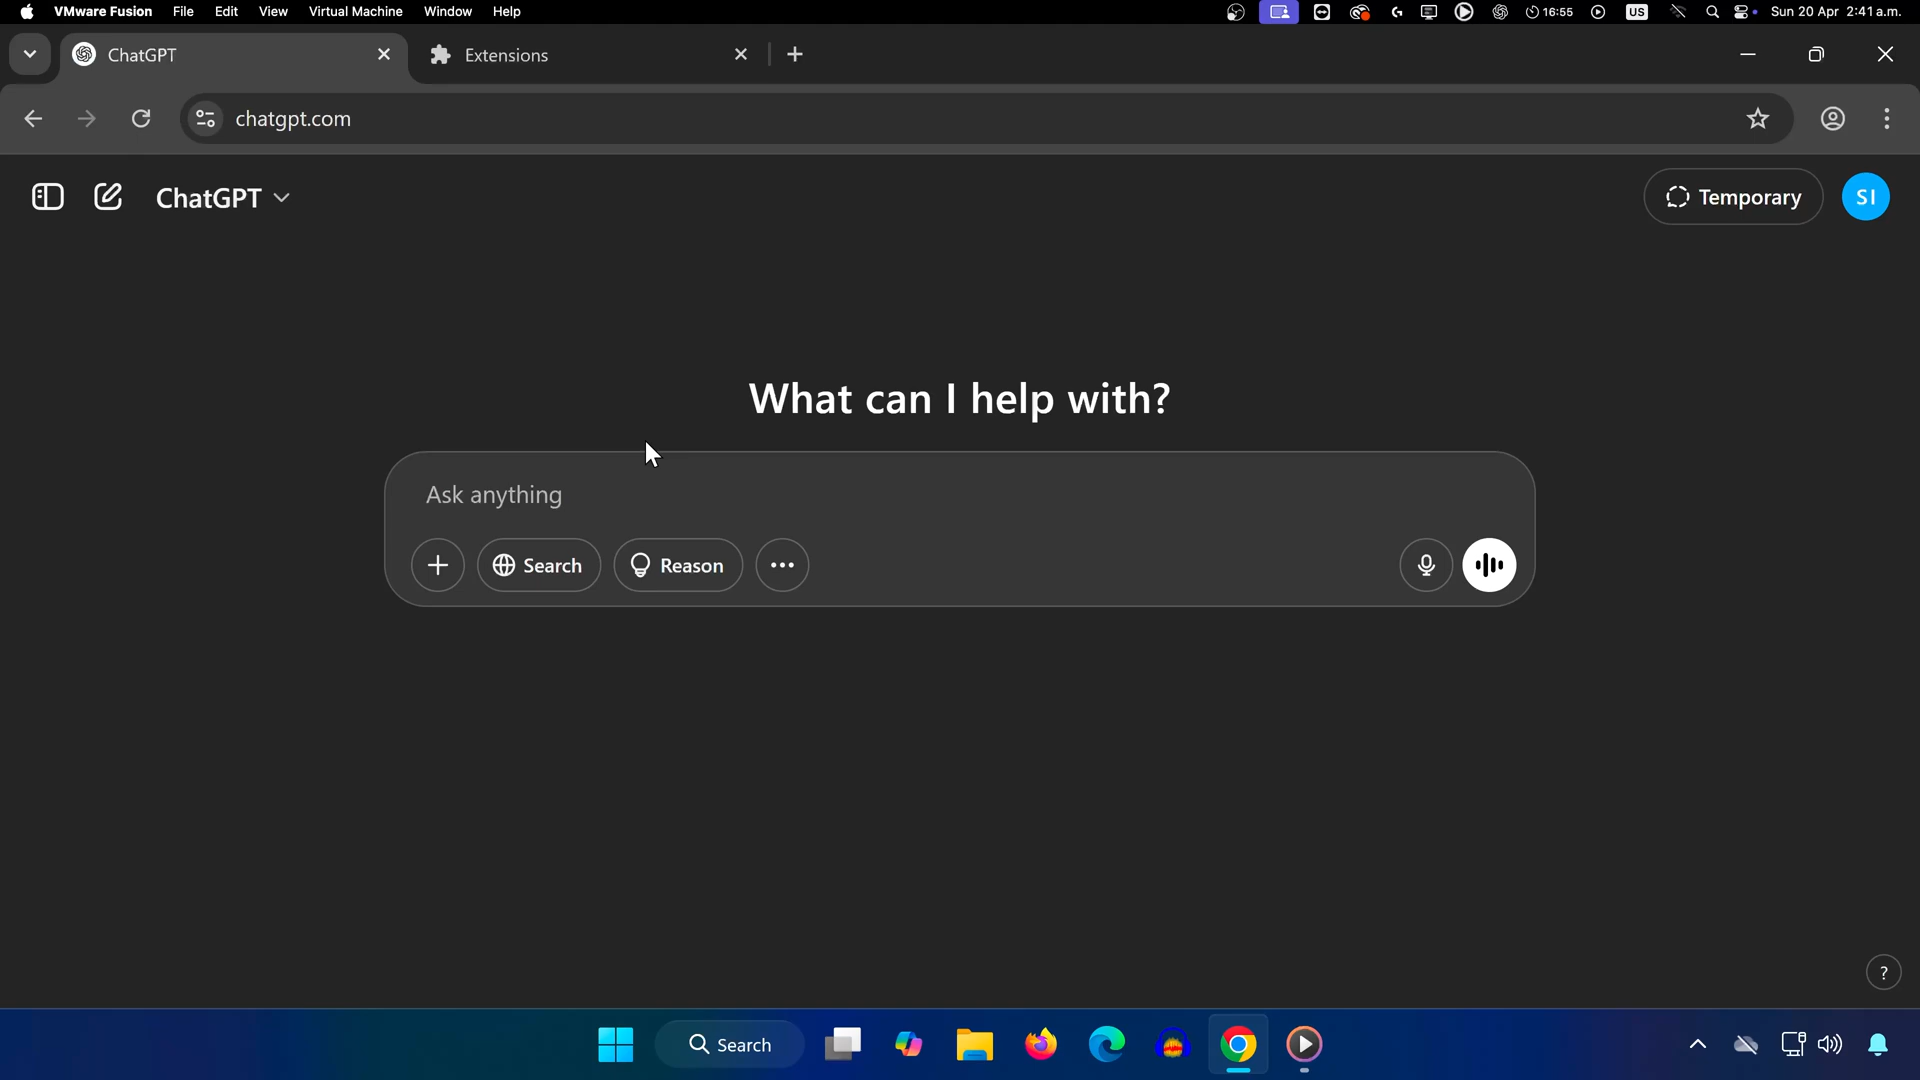 VMware Fusion File Edit View Virtual Machine Window Help 16:55 US Sun 20 Apr 2:41 a.m.
ChatGPT Extensions
chatgpt.com
ChatGPT Temporary SI
What can I help with?
Ask anything
Search Reason
?
Search